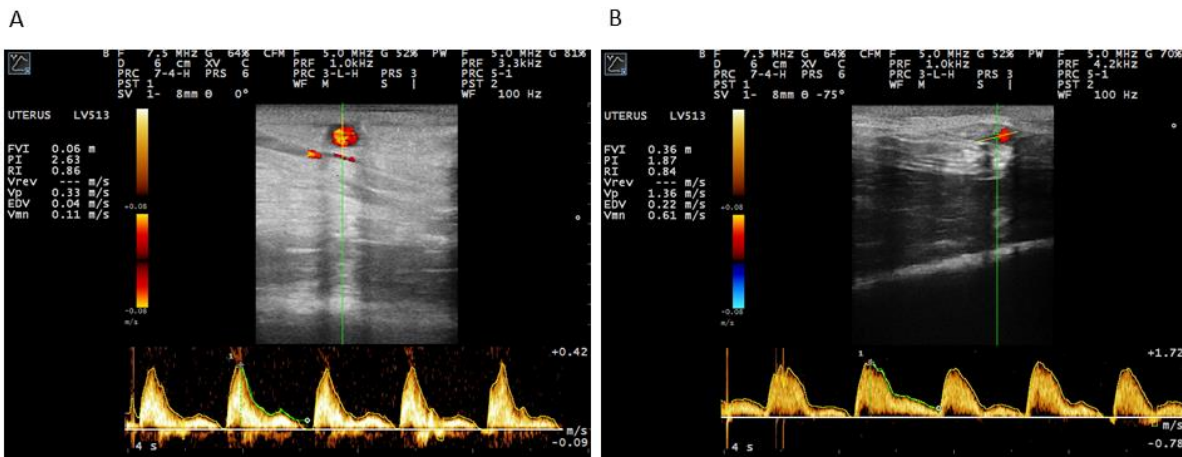 A
B F 7.5 MHz G 64% CFM F 5.0 MHz G 52% PW F 5.0 MHz G 81%
D 6 cm XV C PRF 1.0kHz PRF 3.3kHz
PRC 7-4-H PRS 6 PRC 3-L-H PRS 3 PRC S-1
PST 1 WF M S PST 2
SV 1- 8mm θ 0° WF 100 Hz
UTERUS LV513
FVI 0.06 m
PI 2.63
RI 0.86
Vrev --- m/s
Vp 0.33 m/s
EDV 0.04 m/s
Vmn 0.11 m/s
+0.08
-0.08
m/s
1
+0.42
m/s
-0.09
4 s
B
B F 7.5 MHz G 64% CFM F 5.0 MHz G 52% PW F 5.0 MHz G 70%
D 6 cm XV C PRF 1.0kHz PRF 4.2kHz
PRC 7-4-H PRS 6 PRC 3-L-H PRS 3 PRC S-1
PST 1 WF M S PST 2
SV 1- 8mm θ -75° WF 100 Hz
UTERUS LV513
FVI 0.36 m
PI 1.87
RI 0.84
Vrev --- m/s
Vp 1.36 m/s
EDV 0.22 m/s
Vmn 0.61 m/s
+0.08
-0.08
m/s
1
+1.72
m/s
-0.78
4 s